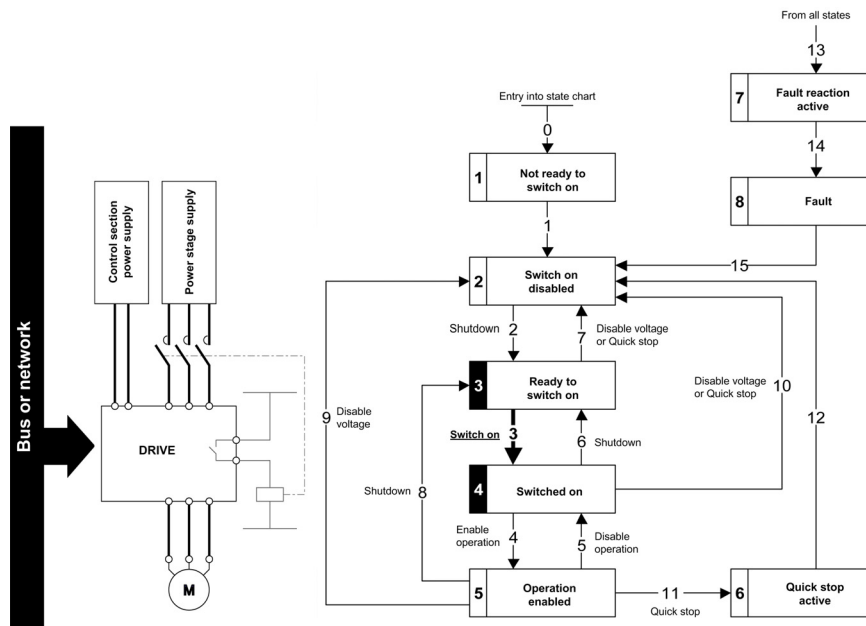 Bus or network
Control section
power supply
Power stage supply
DRIVE
M
From all states
13
7
Fault reaction
active
14
8
Fault
15
Entry into state chart
0
1
Not ready to
switch on
1
2
Switch on
disabled
Shutdown
2
7
Disable voltage
or Quick stop
3
Ready to
switch on
Switch on
3
6
Shutdown
4
Switched on
Enable
operation
4
5
Disable
operation
5
Operation
enabled
9
Disable
voltage
Shutdown
8
Disable voltage
or Quick stop
10
12
11
Quick stop
6
Quick stop
active